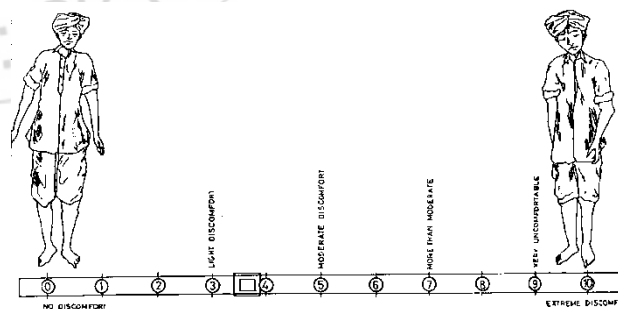 LIGHT DISCOMFORT
MODERATE DISCOMFORT
MORE THAN MODERATE
VERY UNCOMFORTABLE
0 1 2 3 4 5 6 7 8 9 10
NO DISCOMFORT
EXTREME DISCOMF